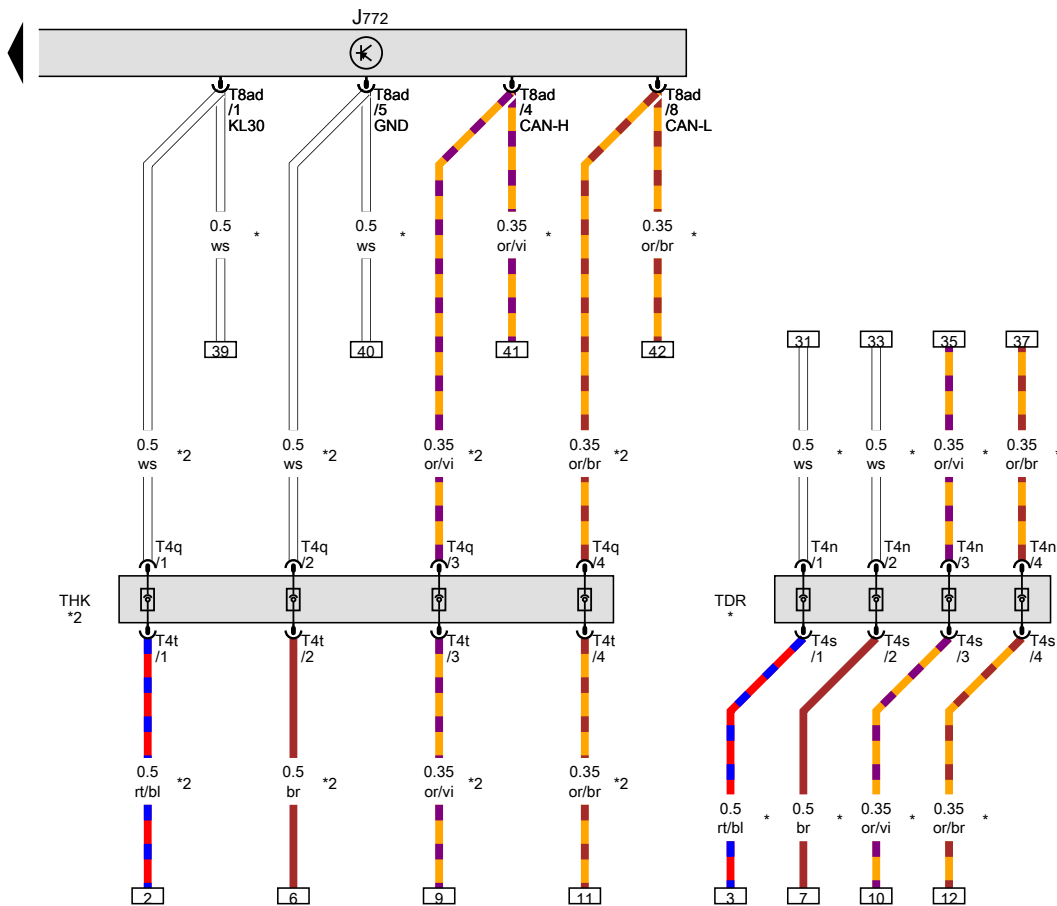 J772
T8ad
/1
KL30
T8ad
/5
GND
T8ad
/4
CAN-H
T8ad
/8
CAN-L
0.5
ws
*
0.5
ws
*
0.35
or/vi
*
0.35
or/br
*
39
40
41
42
31
33
35
37
0.5
ws
*2
0.5
ws
*2
0.35
or/vi
*2
0.35
or/br
*2
0.5
ws
*
0.5
ws
*
0.35
or/vi
*
0.35
or/br
*
T4q
/1
T4q
/2
T4q
/3
T4q
/4
T4n
/1
T4n
/2
T4n
/3
T4n
/4
THK
*2
TDR
*
T4t
/1
T4t
/2
T4t
/3
T4t
/4
T4s
/1
T4s
/2
T4s
/3
T4s
/4
0.5
rt/bl
*2
0.5
br
*2
0.35
or/vi
*2
0.35
or/br
*2
0.5
rt/bl
*
0.5
br
*
0.35
or/vi
*
0.35
or/br
*
2
6
9
11
3
7
10
12